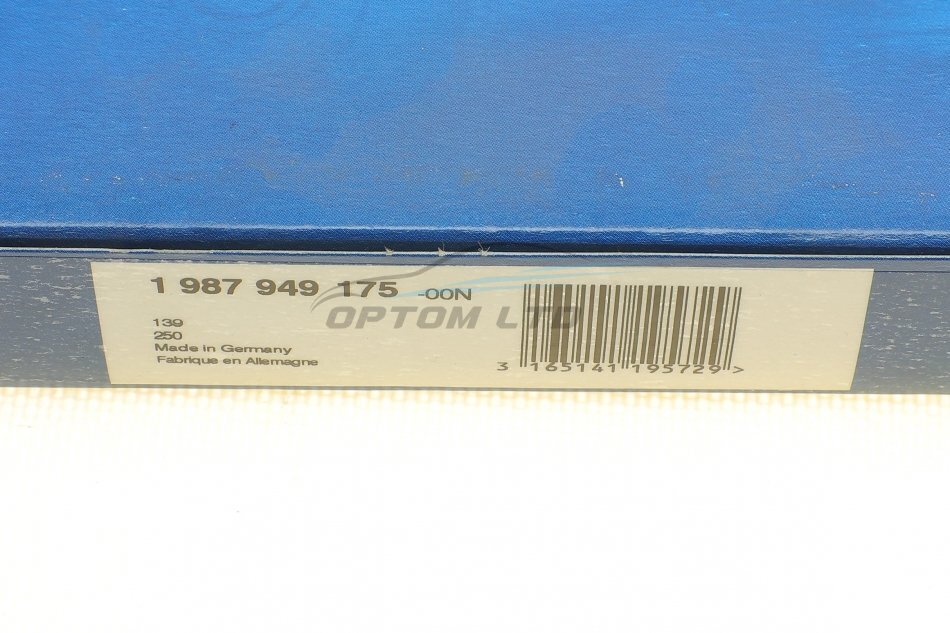 1 987 949 175 -00N
OPTOM LTD
139
250
Made in Germany
Fabrique en Allemagne
3 165141 195729 >